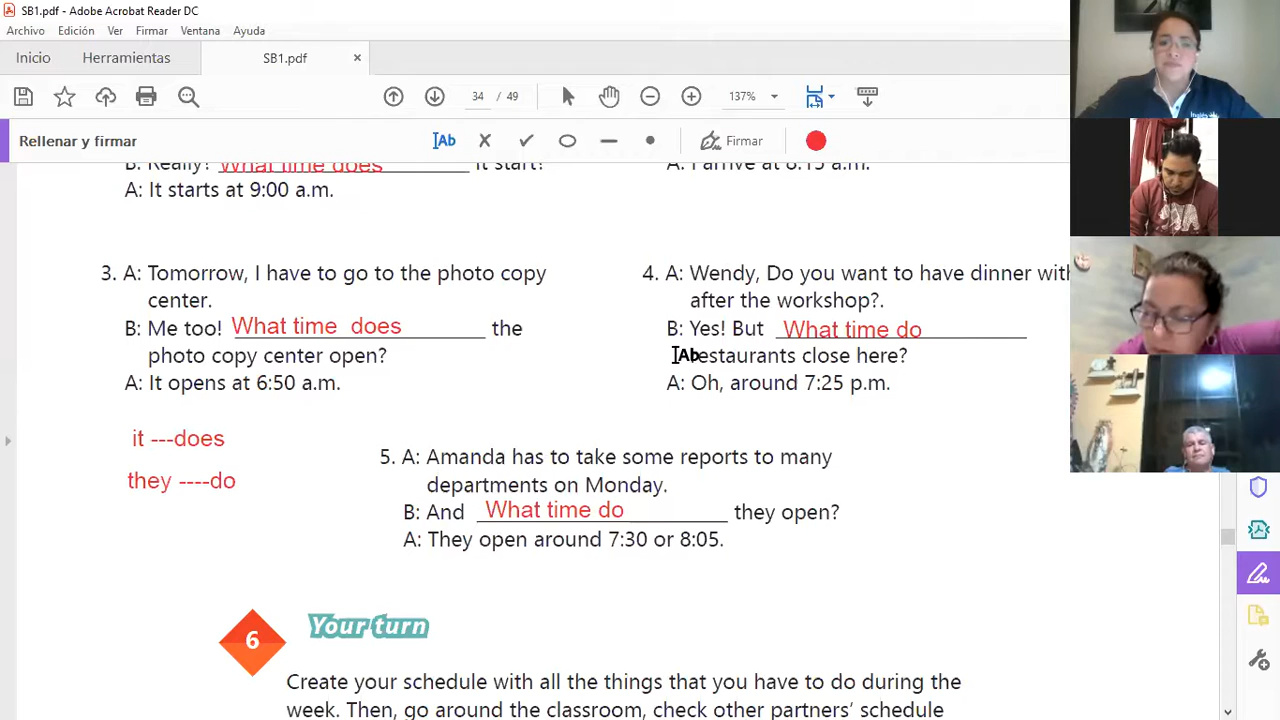 SB1.pdf - Adobe Acrobat Reader DC
Archivo Edición Ver Firmar Ventana Ayuda
Inicio Herramientas SB1.pdf ×
34 / 49 137%
Rellenar y firmar Ab Firmar
B: Really? What time does it start?
A: It starts at 9:00 a.m.
A: I arrive at 6:15 a.m.
3. A: Tomorrow, I have to go to the photo copy
center.
B: Me too! What time does the
photo copy center open?
A: It opens at 6:50 a.m.
4. A: Wendy, Do you want to have dinner with
after the workshop?.
B: Yes! But What time do
Ab estaurants close here?
A: Oh, around 7:25 p.m.
it ---does
they ----do
5. A: Amanda has to take some reports to many
departments on Monday.
B: And What time do they open?
A: They open around 7:30 or 8:05.
6 Your turn
Create your schedule with all the things that you have to do during the
week. Then, go around the classroom, check other partners' schedule